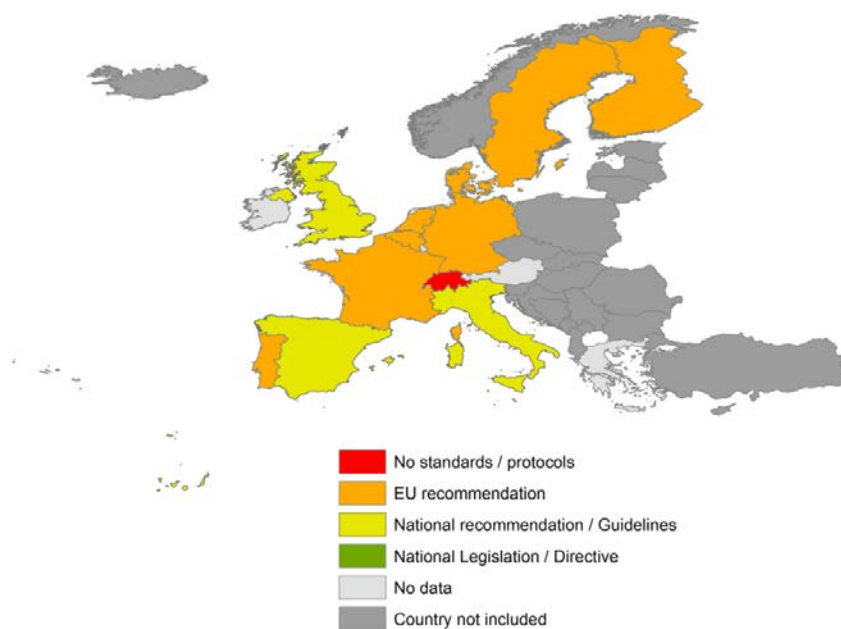 No standards / protocols
EU recommendation
National recommendation / Guidelines
National Legislation / Directive
No data
Country not included